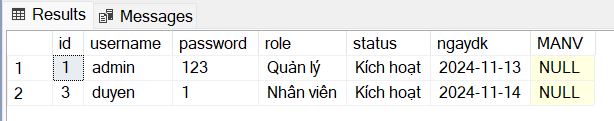 Results Messages
id username password role status ngaydk MANV
1 1 admin 123 Quản lý Kích hoạt 2024-11-13 NULL
2 3 duyen 1 Nhân viên Kích hoạt 2024-11-14 NULL